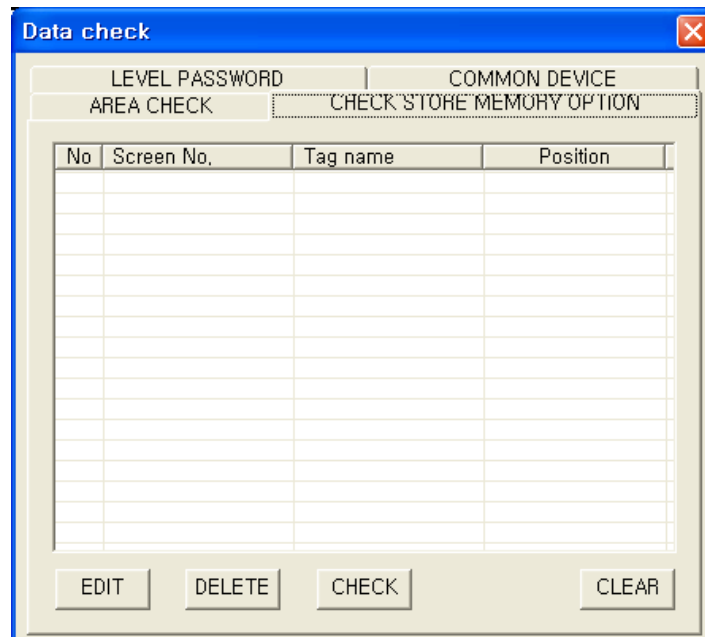 Data check
LEVEL PASSWORD COMMON DEVICE
AREA CHECK CHECK STORE MEMORY OPTION
No Screen No, Tag name Position
EDIT DELETE CHECK CLEAR